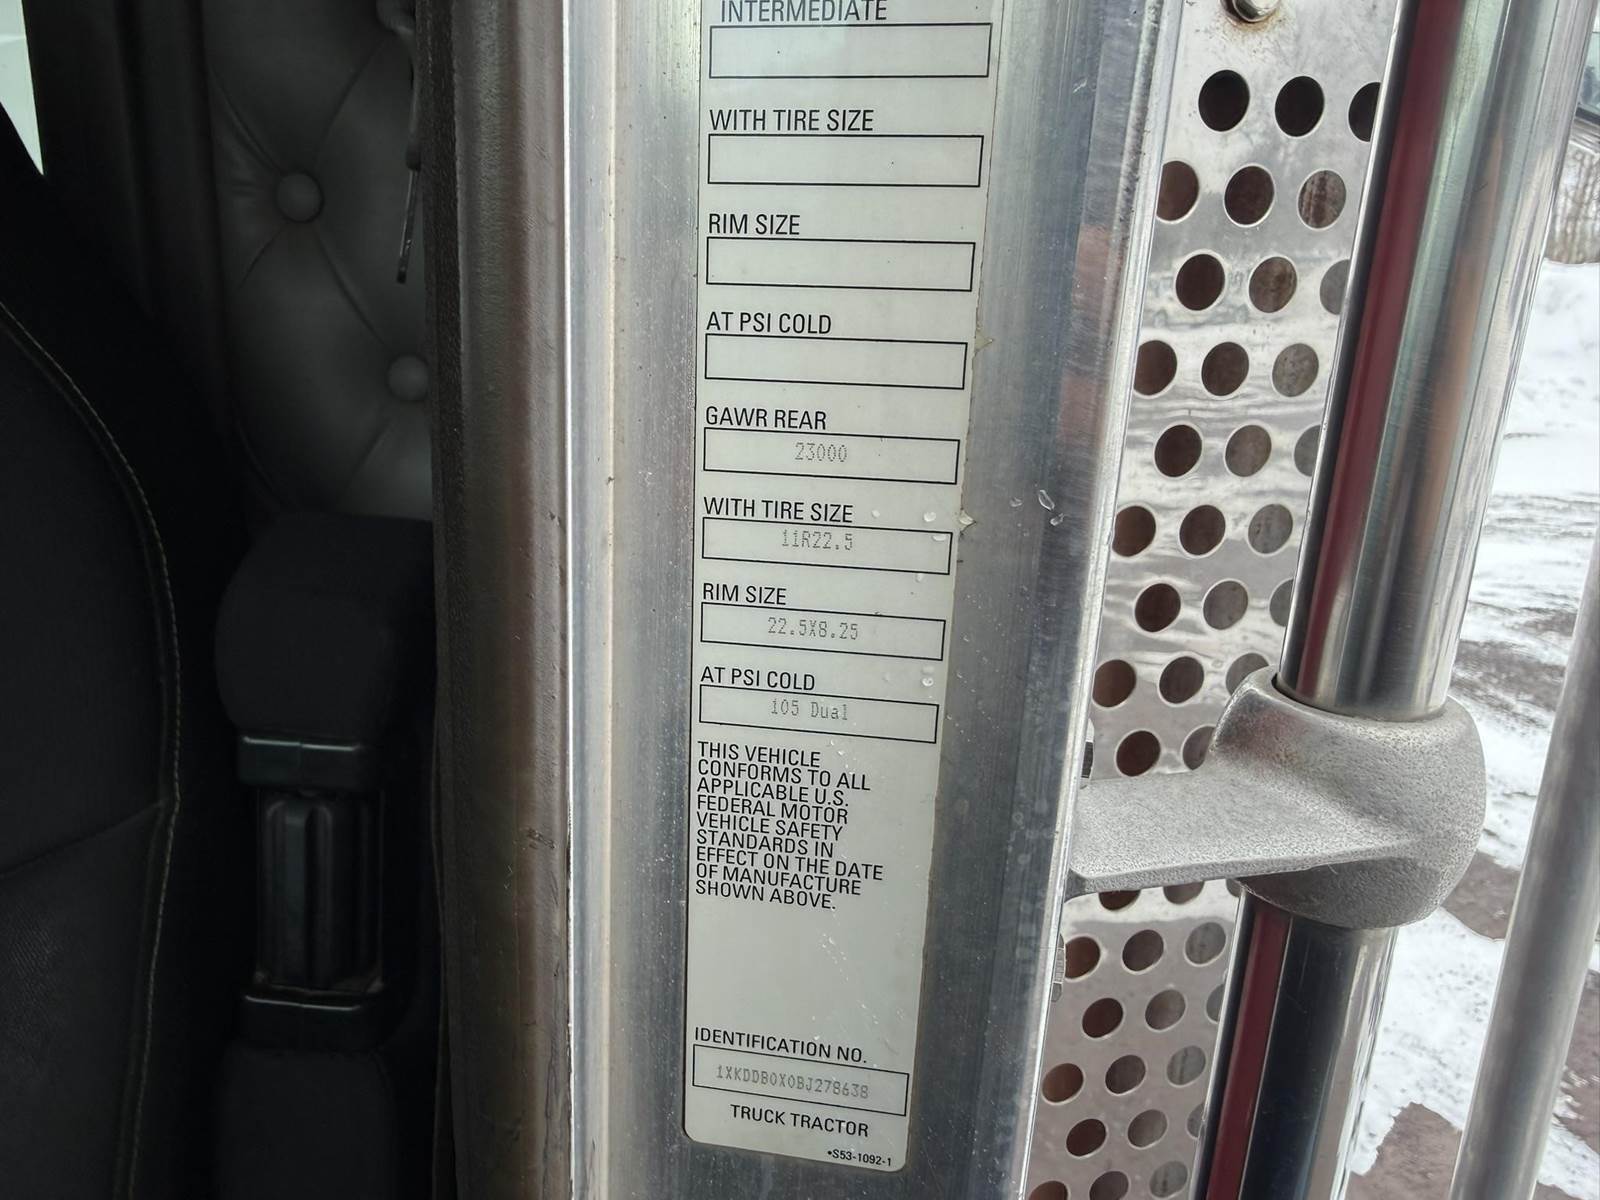 INTERMEDIATE
WITH TIRE SIZE
RIM SIZE
AT PSI COLD
GAWR REAR
23000
WITH TIRE SIZE
11R22.5
RIM SIZE
22.5X8.25
AT PSI COLD
105 Dual
THIS VEHICLE
CONFORMS TO ALL
APPLICABLE U.S.
FEDERAL MOTOR
VEHICLE SAFETY
STANDARDS IN
EFFECT ON THE DATE
OF MANUFACTURE
SHOWN ABOVE.
IDENTIFICATION NO.
1XKDDB0X0BJ278638
TRUCK TRACTOR
•S53-1092-1